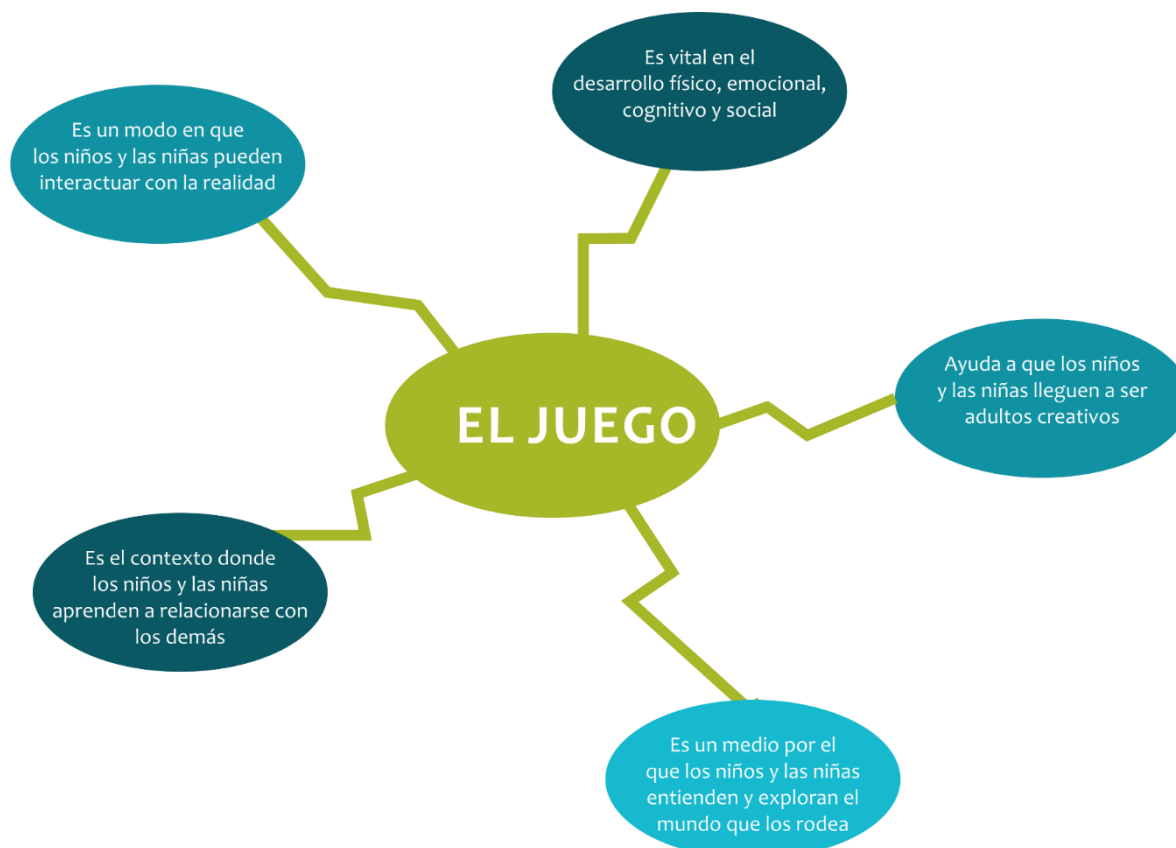 Es vital en el
desarrollo físico, emocional,
cognitivo y social
Es un modo en que
los niños y las niñas pueden
interactuar con la realidad
Ayuda a que los niños
y las niñas lleguen a ser
adultos creativos
EL JUEGO
Es el contexto donde
los niños y las niñas
aprenden a relacionarse con
los demás
Es un medio por el
que los niños y las niñas
entienden y exploran el
mundo que los rodea